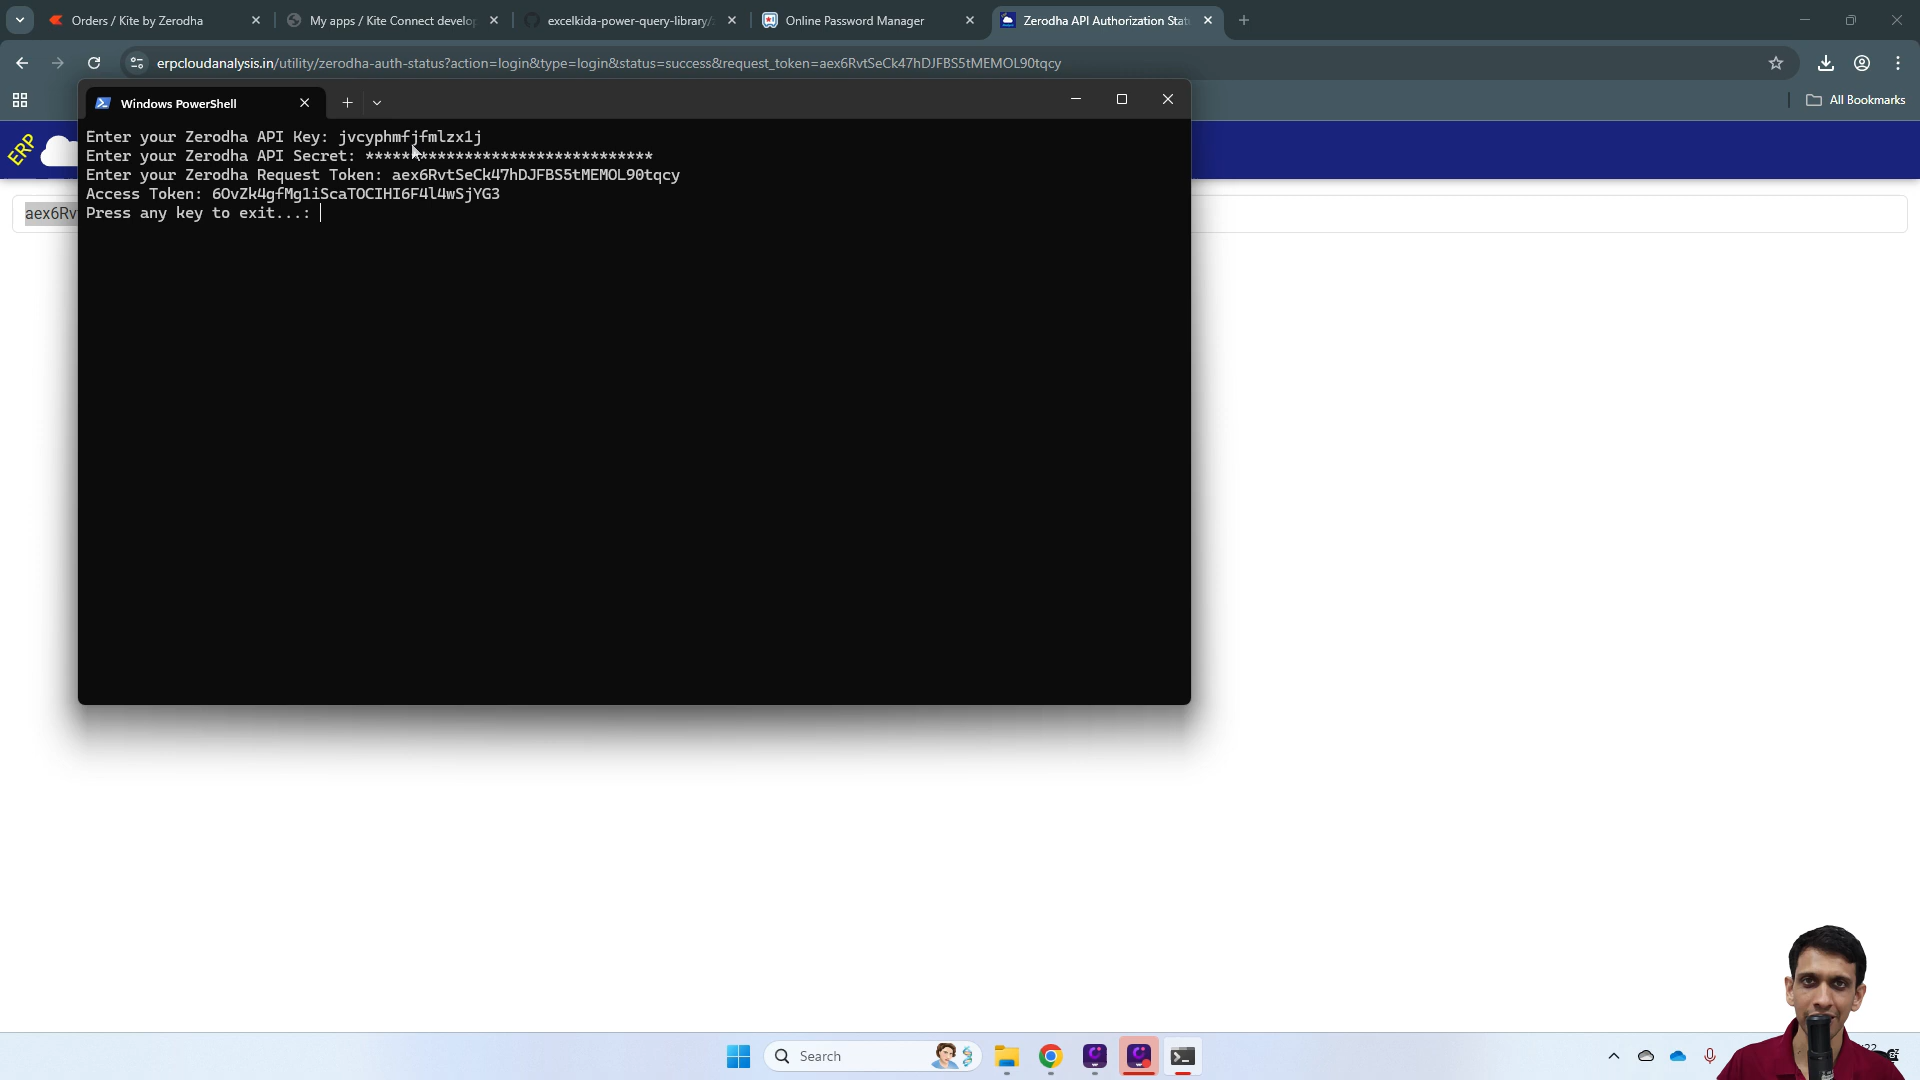 Orders / Kite by Zerodha
My apps / Kite Connect develop
excelkida-power-query-library/
Online Password Manager
Zerodha API Authorization Stat
erpcloudanalysis.in/utility/zerodha-auth-status?action=login&type=login&status=success&request_token=aex6RvtSeCk47hDJFBS5tMEMOL90tqcy
All Bookmarks
Windows PowerShell
ERP
Enter your Zerodha API Key: jvcyphmfjfmlzx1j
Enter your Zerodha API Secret: ********************************
Enter your Zerodha Request Token: aex6RvtSeCk47hDJFBS5tMEMOL90tqcy
Access Token: 6OvZk4gfMg1iScaTOCIHI6F4l4wSjYG3
aex6Rv
Press any key to exit...:
Search